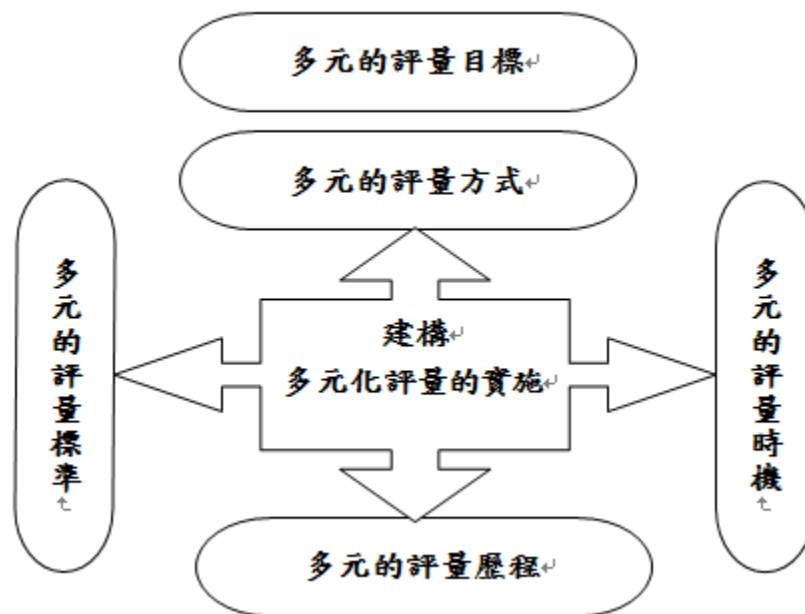 多元的評量目標
多元的評量方式
多元的評量標準
建構
多元化評量的實施
多元的評量時機
多元的評量歷程